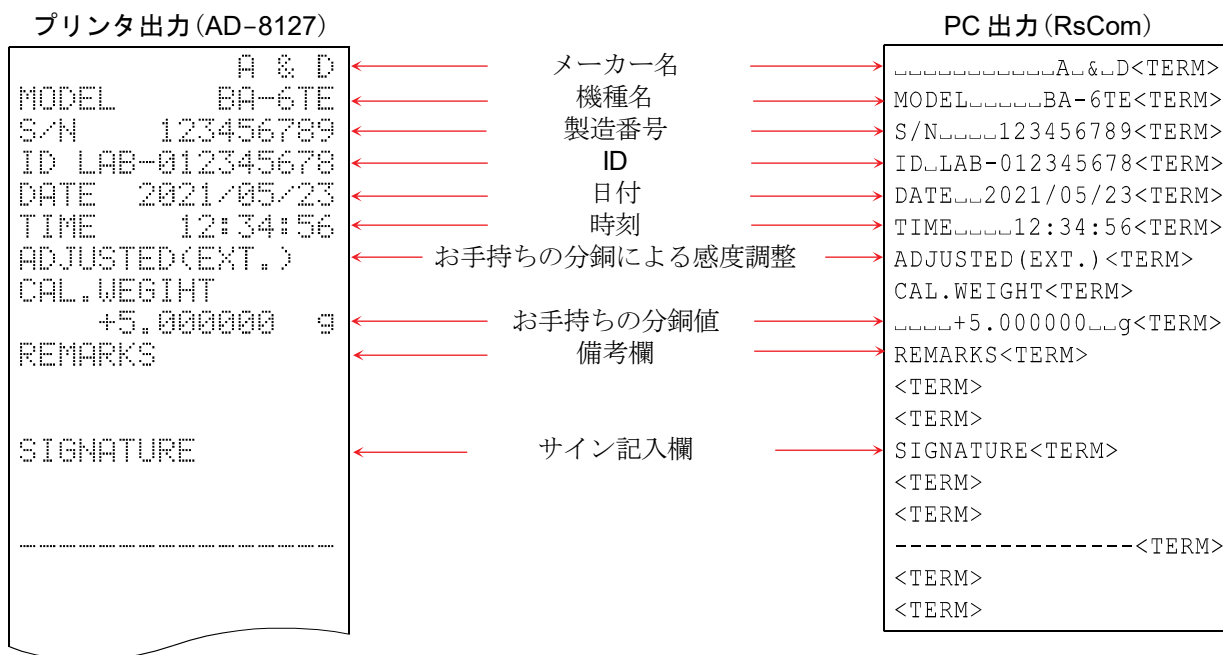 プリンタ出力(AD-8127)
A & D
MODEL BA-6TE
S/N 123456789
ID LAB-012345678
DATE 2021/05/23
TIME 12:34:56
ADJUSTED(EXT.)
CAL.WEGIHT
+5.000000 g
REMARKS
SIGNATURE
----------------
メーカー名
機種名
製造番号
ID
日付
時刻
お手持ちの分銅による感度調整
お手持ちの分銅値
備考欄
サイン記入欄
PC 出力(RsCom)
␣␣␣␣␣␣␣␣␣␣␣A␣&␣D<TERM>
MODEL␣␣␣␣␣BA-6TE<TERM>
S/N␣␣␣␣123456789<TERM>
ID␣LAB-012345678<TERM>
DATE␣␣2021/05/23<TERM>
TIME␣␣␣␣12:34:56<TERM>
ADJUSTED(EXT.)<TERM>
CAL.WEIGHT<TERM>
␣␣␣␣+5.000000␣␣g<TERM>
REMARKS<TERM>
<TERM>
<TERM>
SIGNATURE<TERM>
<TERM>
<TERM>
----------------<TERM>
<TERM>
<TERM>